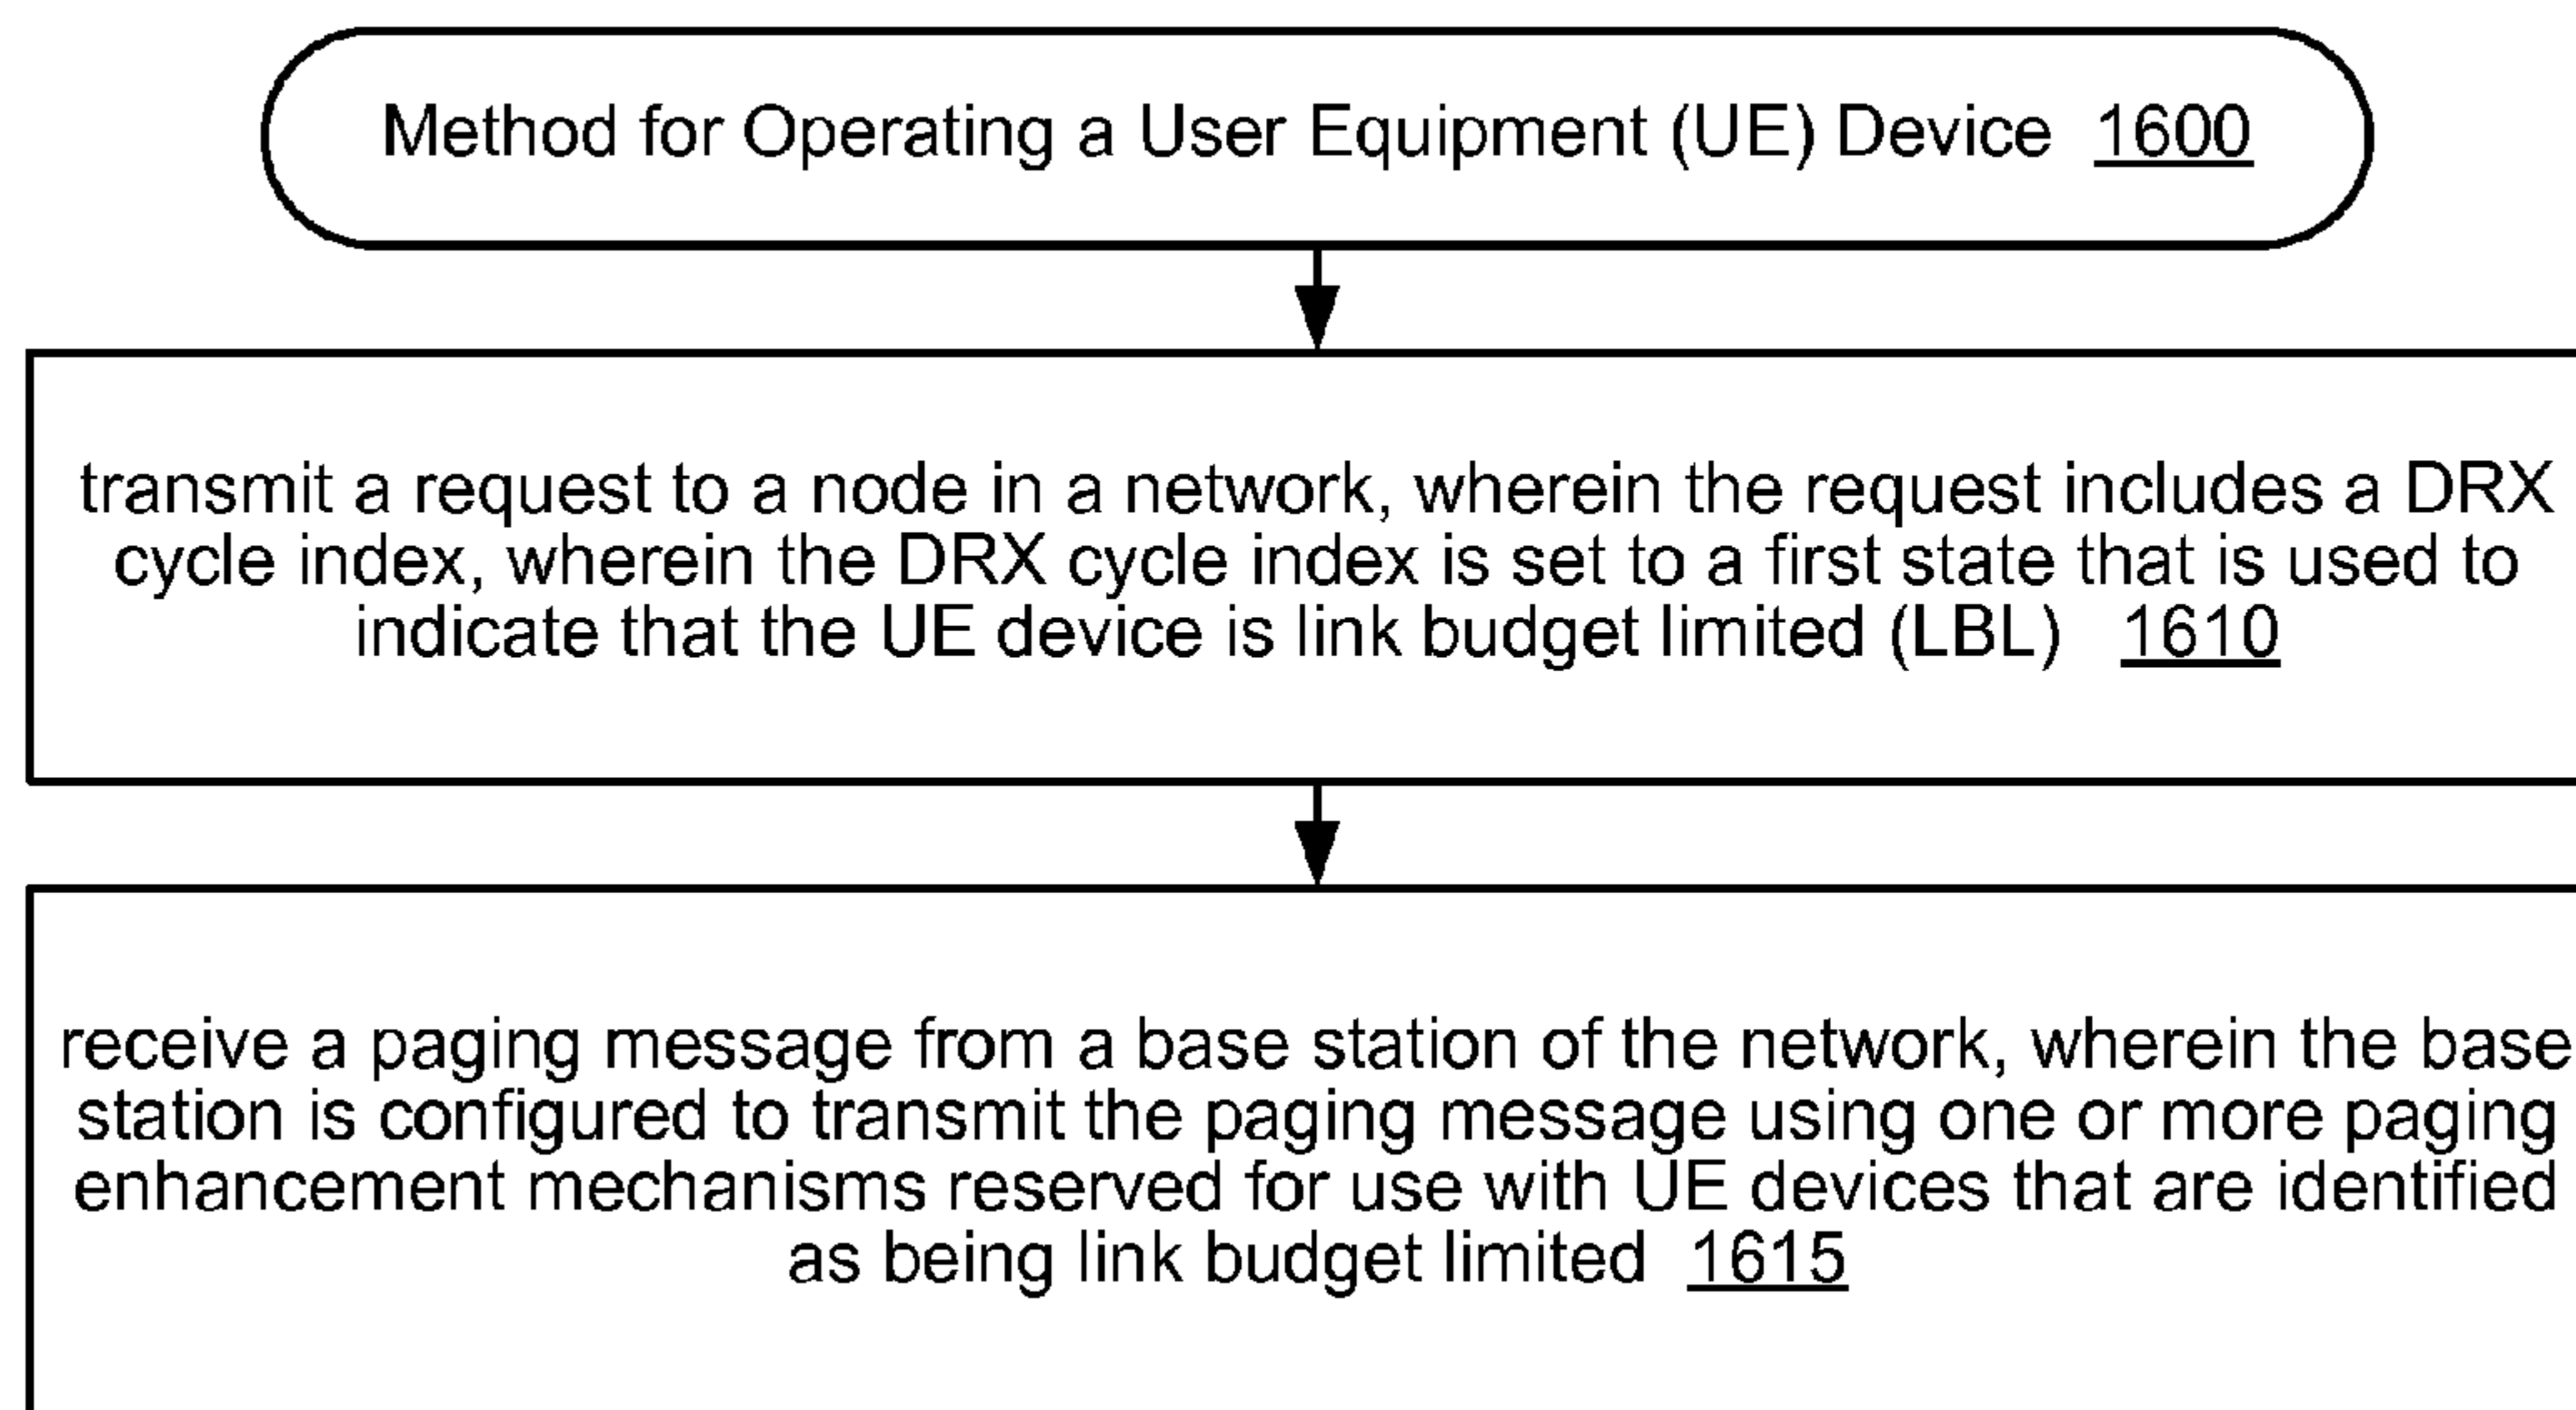 Method for Operating a User Equipment (UE) Device 1600
transmit a request to a node in a network, wherein the request includes a DRX
cycle index, wherein the DRX cycle index is set to a first state that is used to
indicate that the UE device is link budget limited (LBL) 1610
receive a paging message from a base station of the network, wherein the base
station is configured to transmit the paging message using one or more paging
enhancement mechanisms reserved for use with UE devices that are identified
as being link budget limited 1615